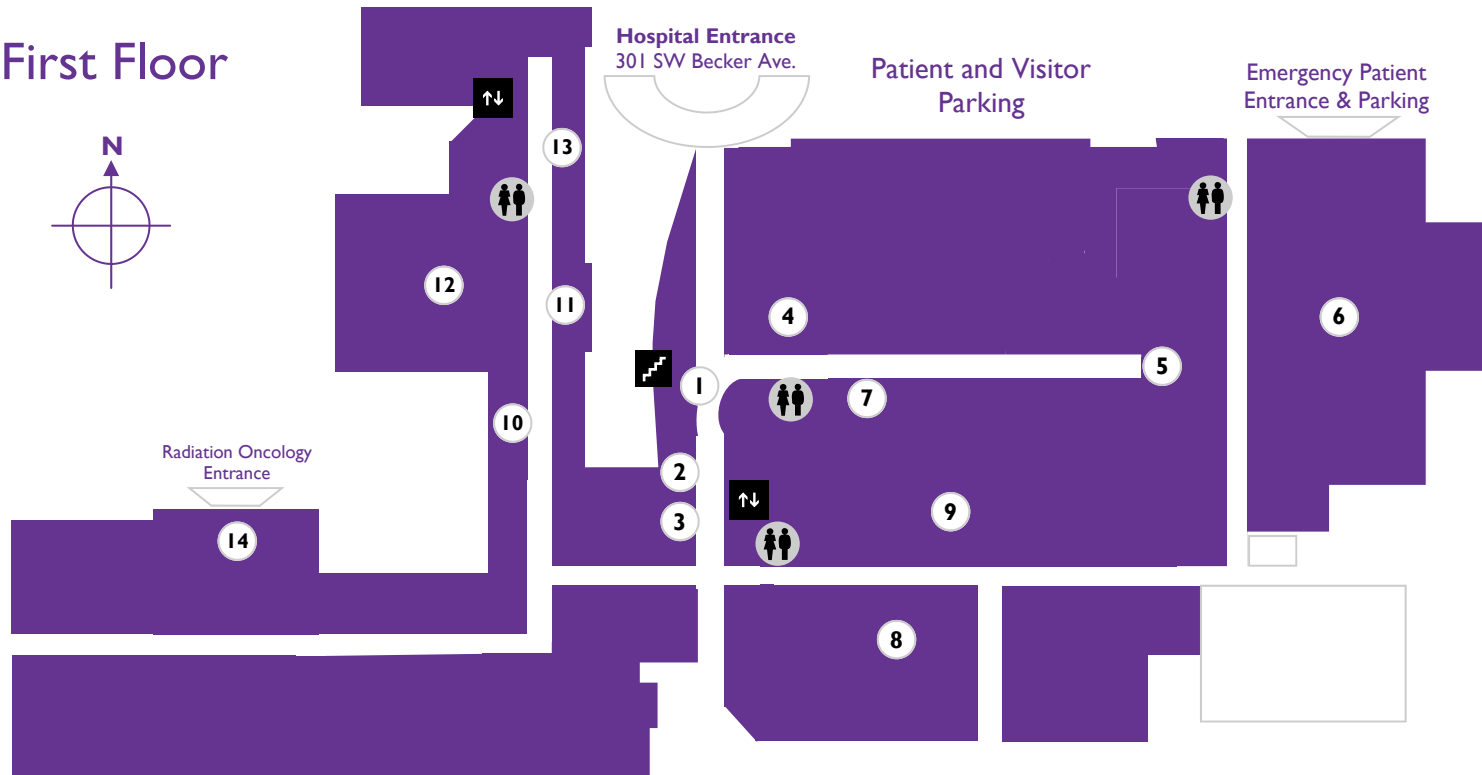 First Floor
N
Hospital Entrance
301 SW Becker Ave.
Patient and Visitor
Parking
Emergency Patient
Entrance & Parking
13
12
11
4
6
5
1
7
10
Radiation Oncology
Entrance
2
3
9
14
8